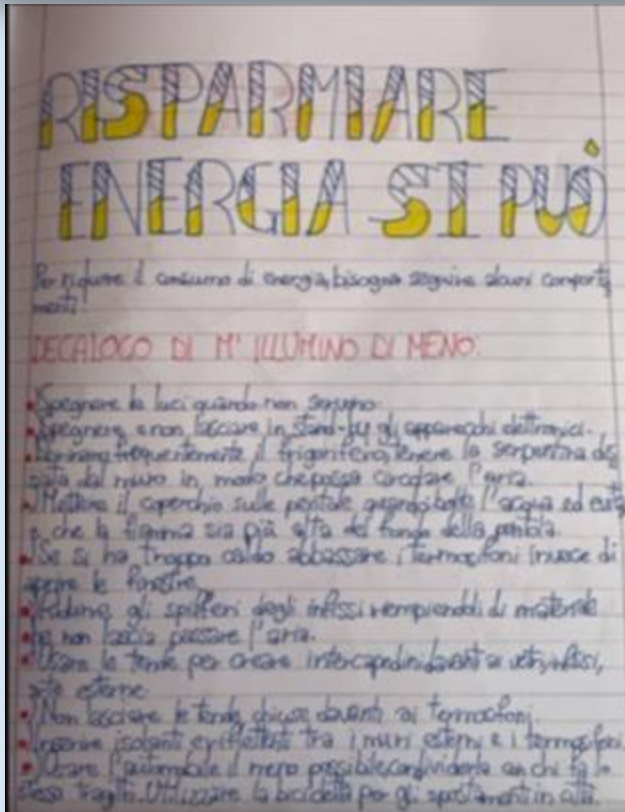 RISPARMIARE
ENERGIA SI PUÒ
Per ridurre il consumo di energia, bisogna seguire alcuni comporta
menti:
DECALOGO DI M'ILLUMINO DI MENO:
Spegnere le luci quando non servono.
Spegnere e non lasciare in stand-by gli apparecchi elettronici.
frequentemente il frigorifero, tenere la serpentina
dal muro in modo che possa circolare l'aria.
Mettere il coperchio sulle pentole quando bolle l'acqua ed
che la fiamma sia più alta del fondo della pentola.
Se si ha troppo caldo abbassare i termosifoni invece di
aprire le finestre.
Ridurre gli spifferi degli infissi riempiendoli di materiale
non lascia passare l'aria.
Usare le tende per creare intercapedini davanti ai vetri, infissi,
esterne
Non lasciare le tende chiuse davanti ai termosifoni.
Inserire isolanti e riflettenti tra i muri esterni e i termosifoni.
Usare l'automobile il meno possibile, condividerla con chi fa lo
stesso tragitto. Utilizzare la bicicletta per gli spostamenti in città